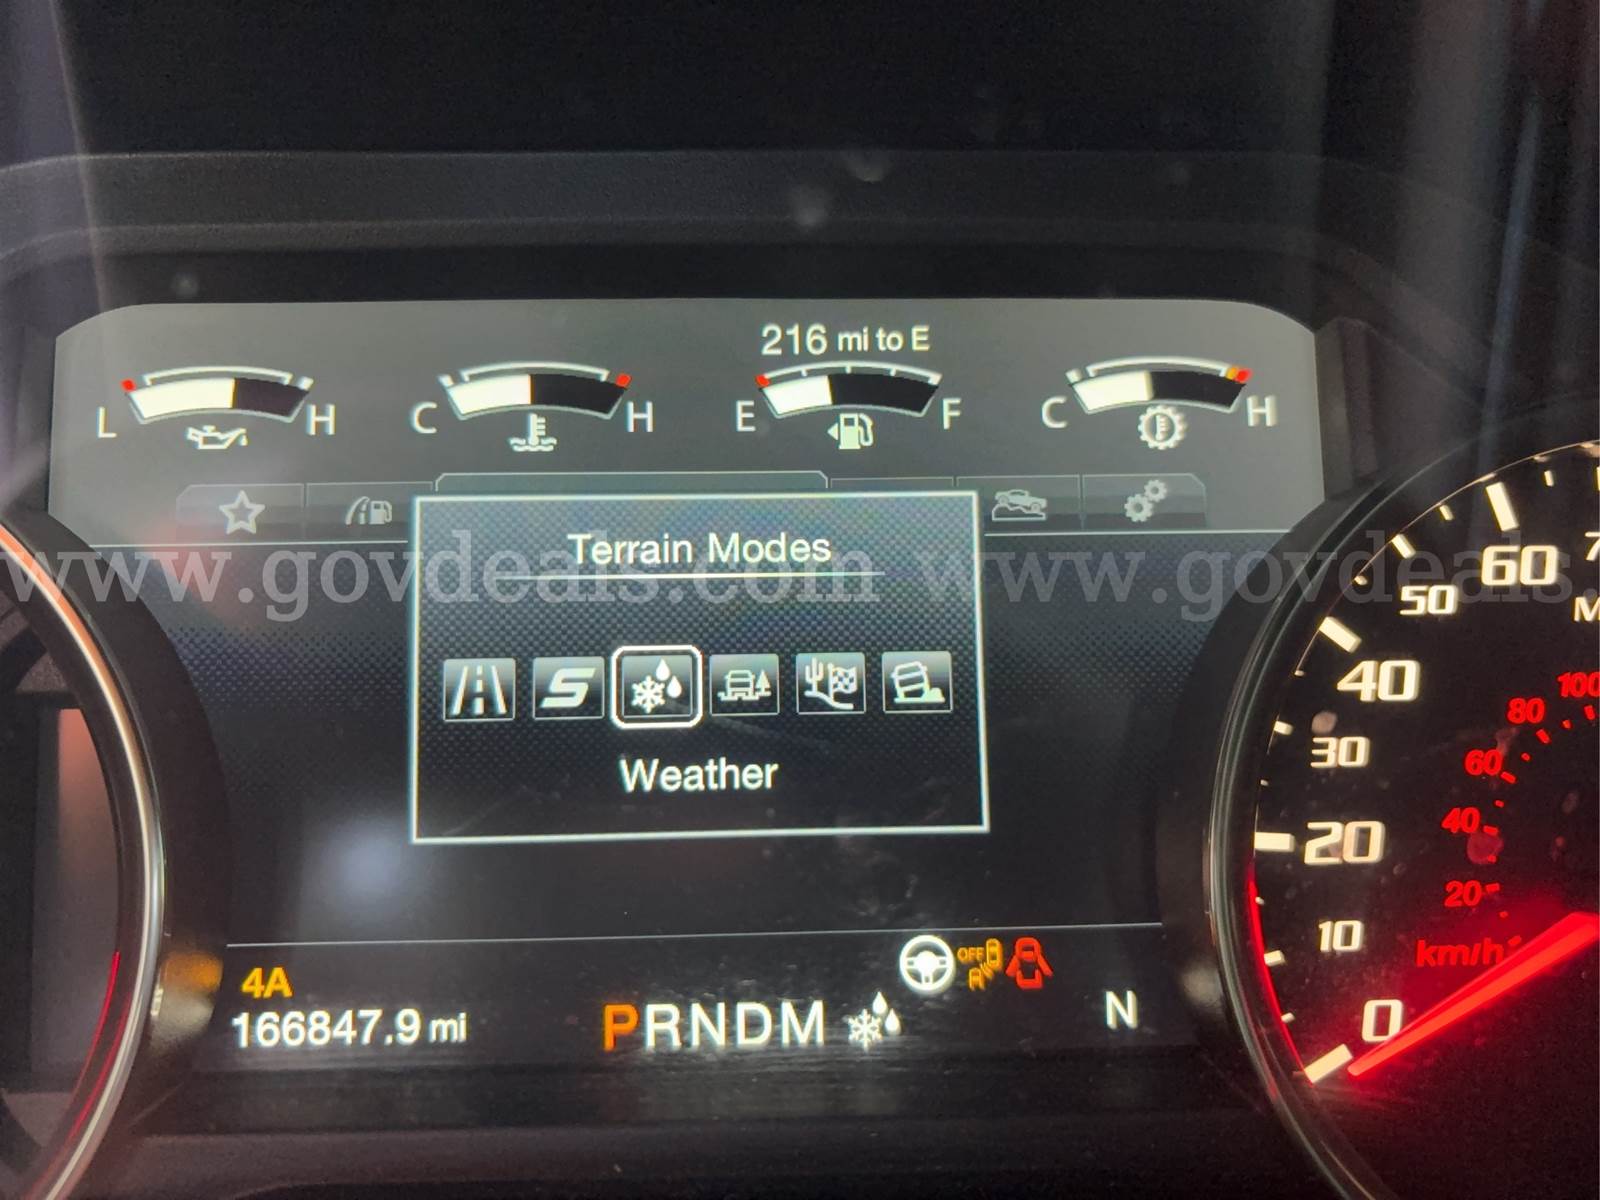 216 mi to E
L H C H E F C H
Terrain Modes
www.govdeals.com www.govdeals.
S
Weather
OFF
4A
166847.9 mi
PRNDM
N
0
10
20
30
40
50
60
20
40
60
80
100
km/h